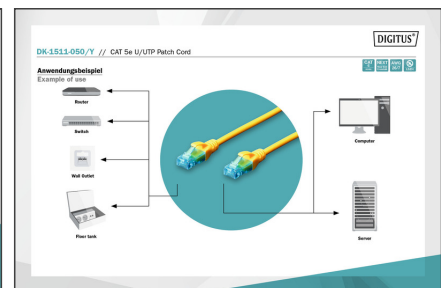 DIGITUS®
DK-1511-050/Y // CAT 5e U/UTP Patch Cord
Anwendungsbeispiel
Example of use
Router
Switch
Wall Outlet
Floor tank
Computer
Server